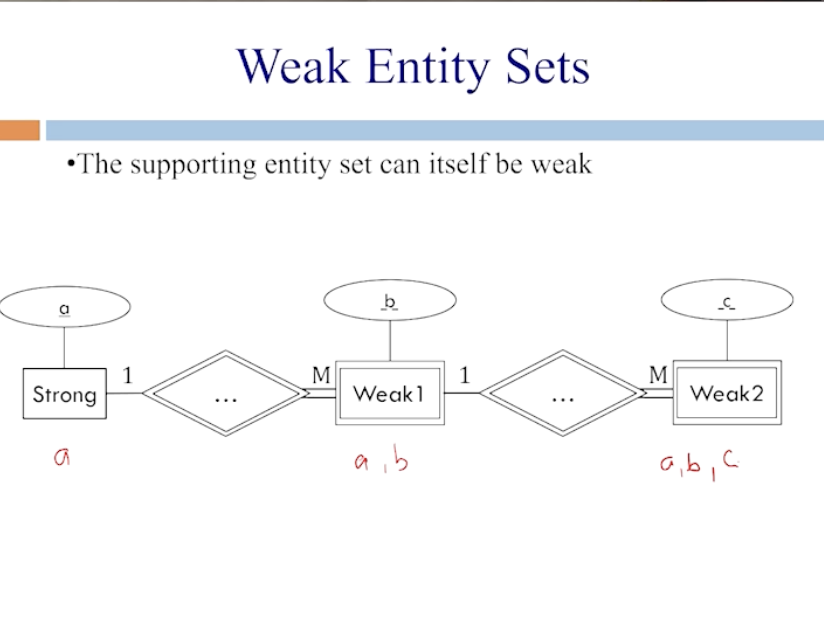 Weak Entity Sets
•The supporting entity set can itself be weak
a
b
c
1
M
1
M
Strong
...
Weak1
...
Weak2
a
a, b
a, b, c